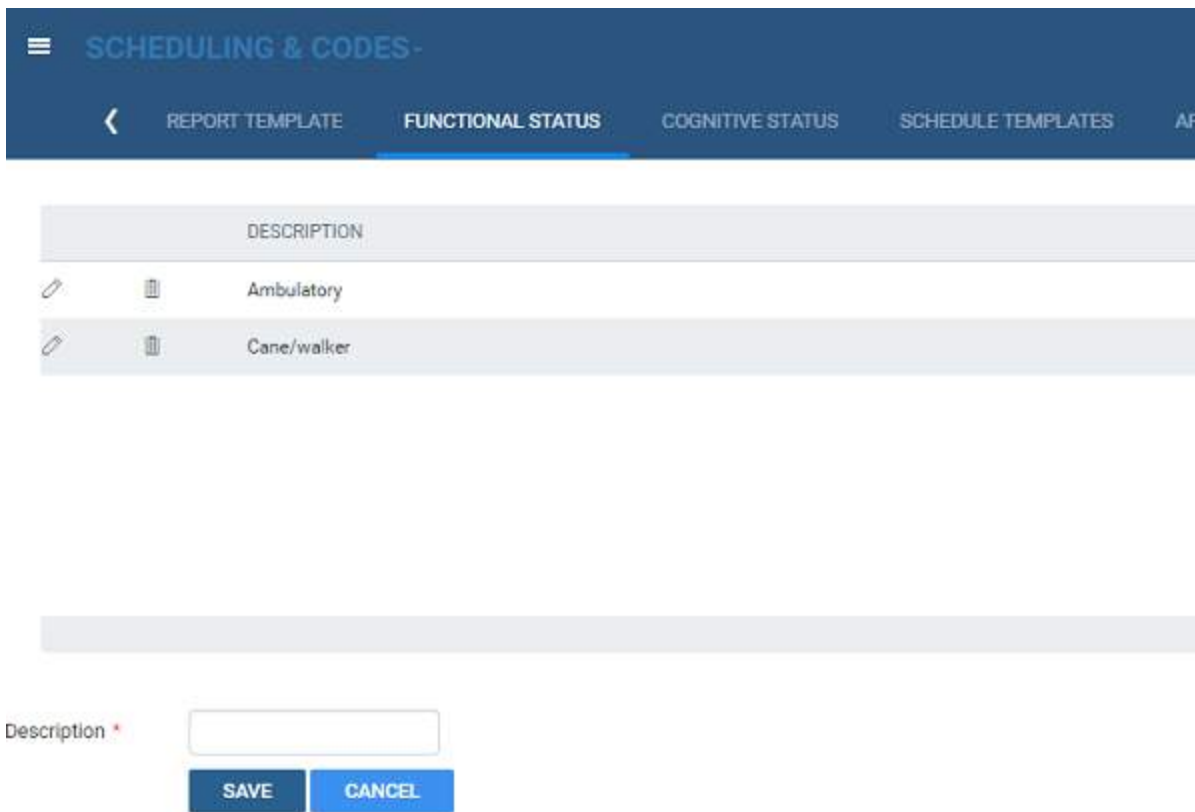 SCHEDULING & CODES-
REPORT TEMPLATE FUNCTIONAL STATUS COGNITIVE STATUS SCHEDULE TEMPLATES
DESCRIPTION
Ambulatory
Cane/walker
Description *
SAVE CANCEL